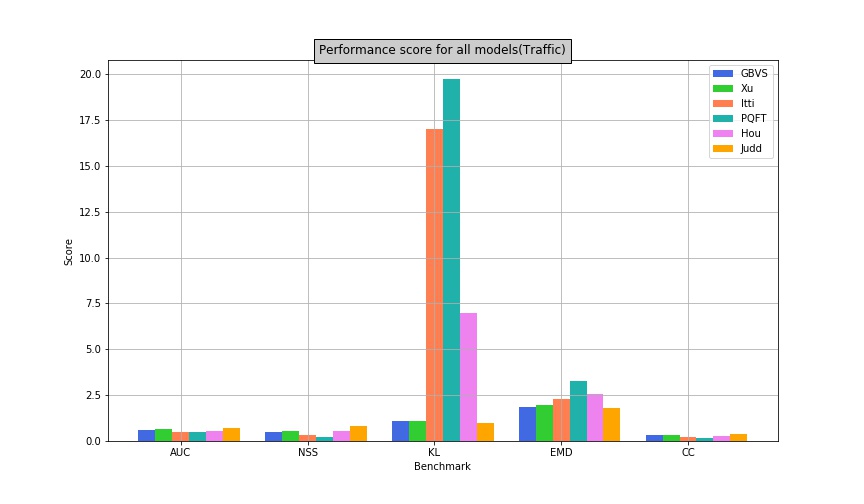 Performance score for all models(Traffic)
GBVS
Xu
Itti
PQFT
Hou
Judd
20.0
17.5
15.0
12.5
10.0
7.5
5.0
2.5
0.0
Score
AUC NSS KL EMD CC
Benchmark